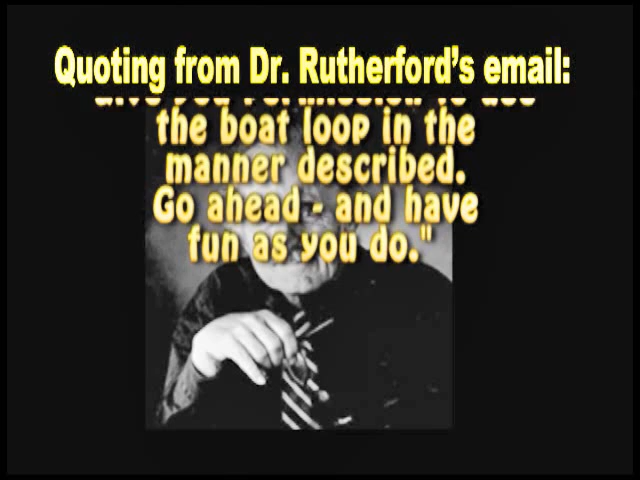 Quoting from Dr. Rutherford's email:
the boat loop in the
manner described.
Go ahead - and have
fun as you do."